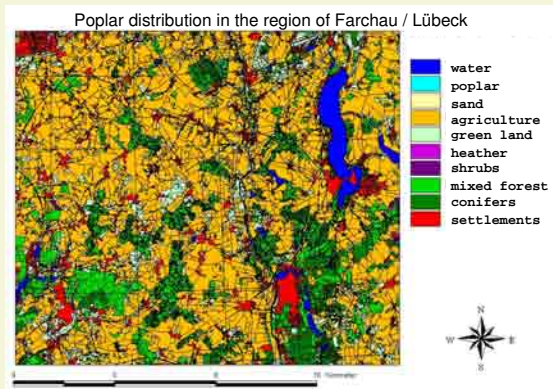 Poplar distribution in the region of Farchau / Lübeck
water
poplar
sand
agriculture
green land
heather
shrubs
mixed forest
conifers
settlements
N
W E
S